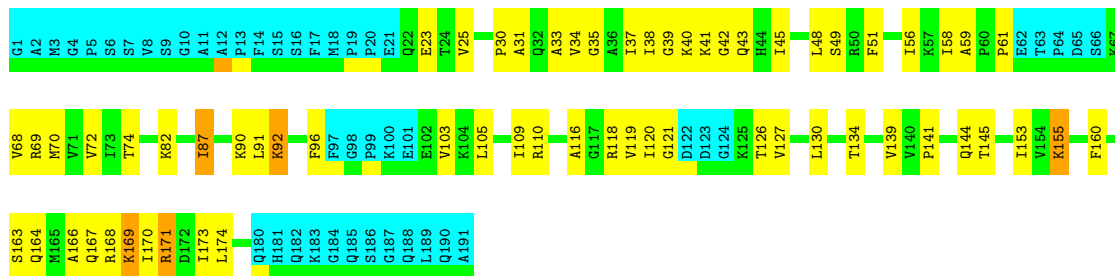 G1 A2 M3 G4 P5 S6 S7 V8 S9 G10 A11 A12 F13 F14 S15 S16 F17 M18 P19 P20 E21 Q22 E23 T24 V25 P30 A31 Q32 A33 V34 G35 A36 I37 I38 G39 K40 K41 G42 Q43 H44 I45 L48 S49 R50 F51 I56 K57 I58 A59 P60 P61 E62 T63 P64 D65 S66 K67
V68 R69 M70 V71 V72 I73 T74 K82 I87 K90 L91 K92 F96 F97 G98 P99 K100 E101 E102 V103 K104 L105 I109 R110 A116 G117 R118 V119 I120 G121 D122 D123 G124 K125 T126 V127 L130 T134 V139 V140 P141 Q144 T145 I153 V154 K155 F160
S163 Q164 M165 A166 Q167 R168 K169 I170 R171 D172 I173 L174 Q180 H181 Q182 K183 G184 Q185 S186 G187 Q188 L189 Q190 A191